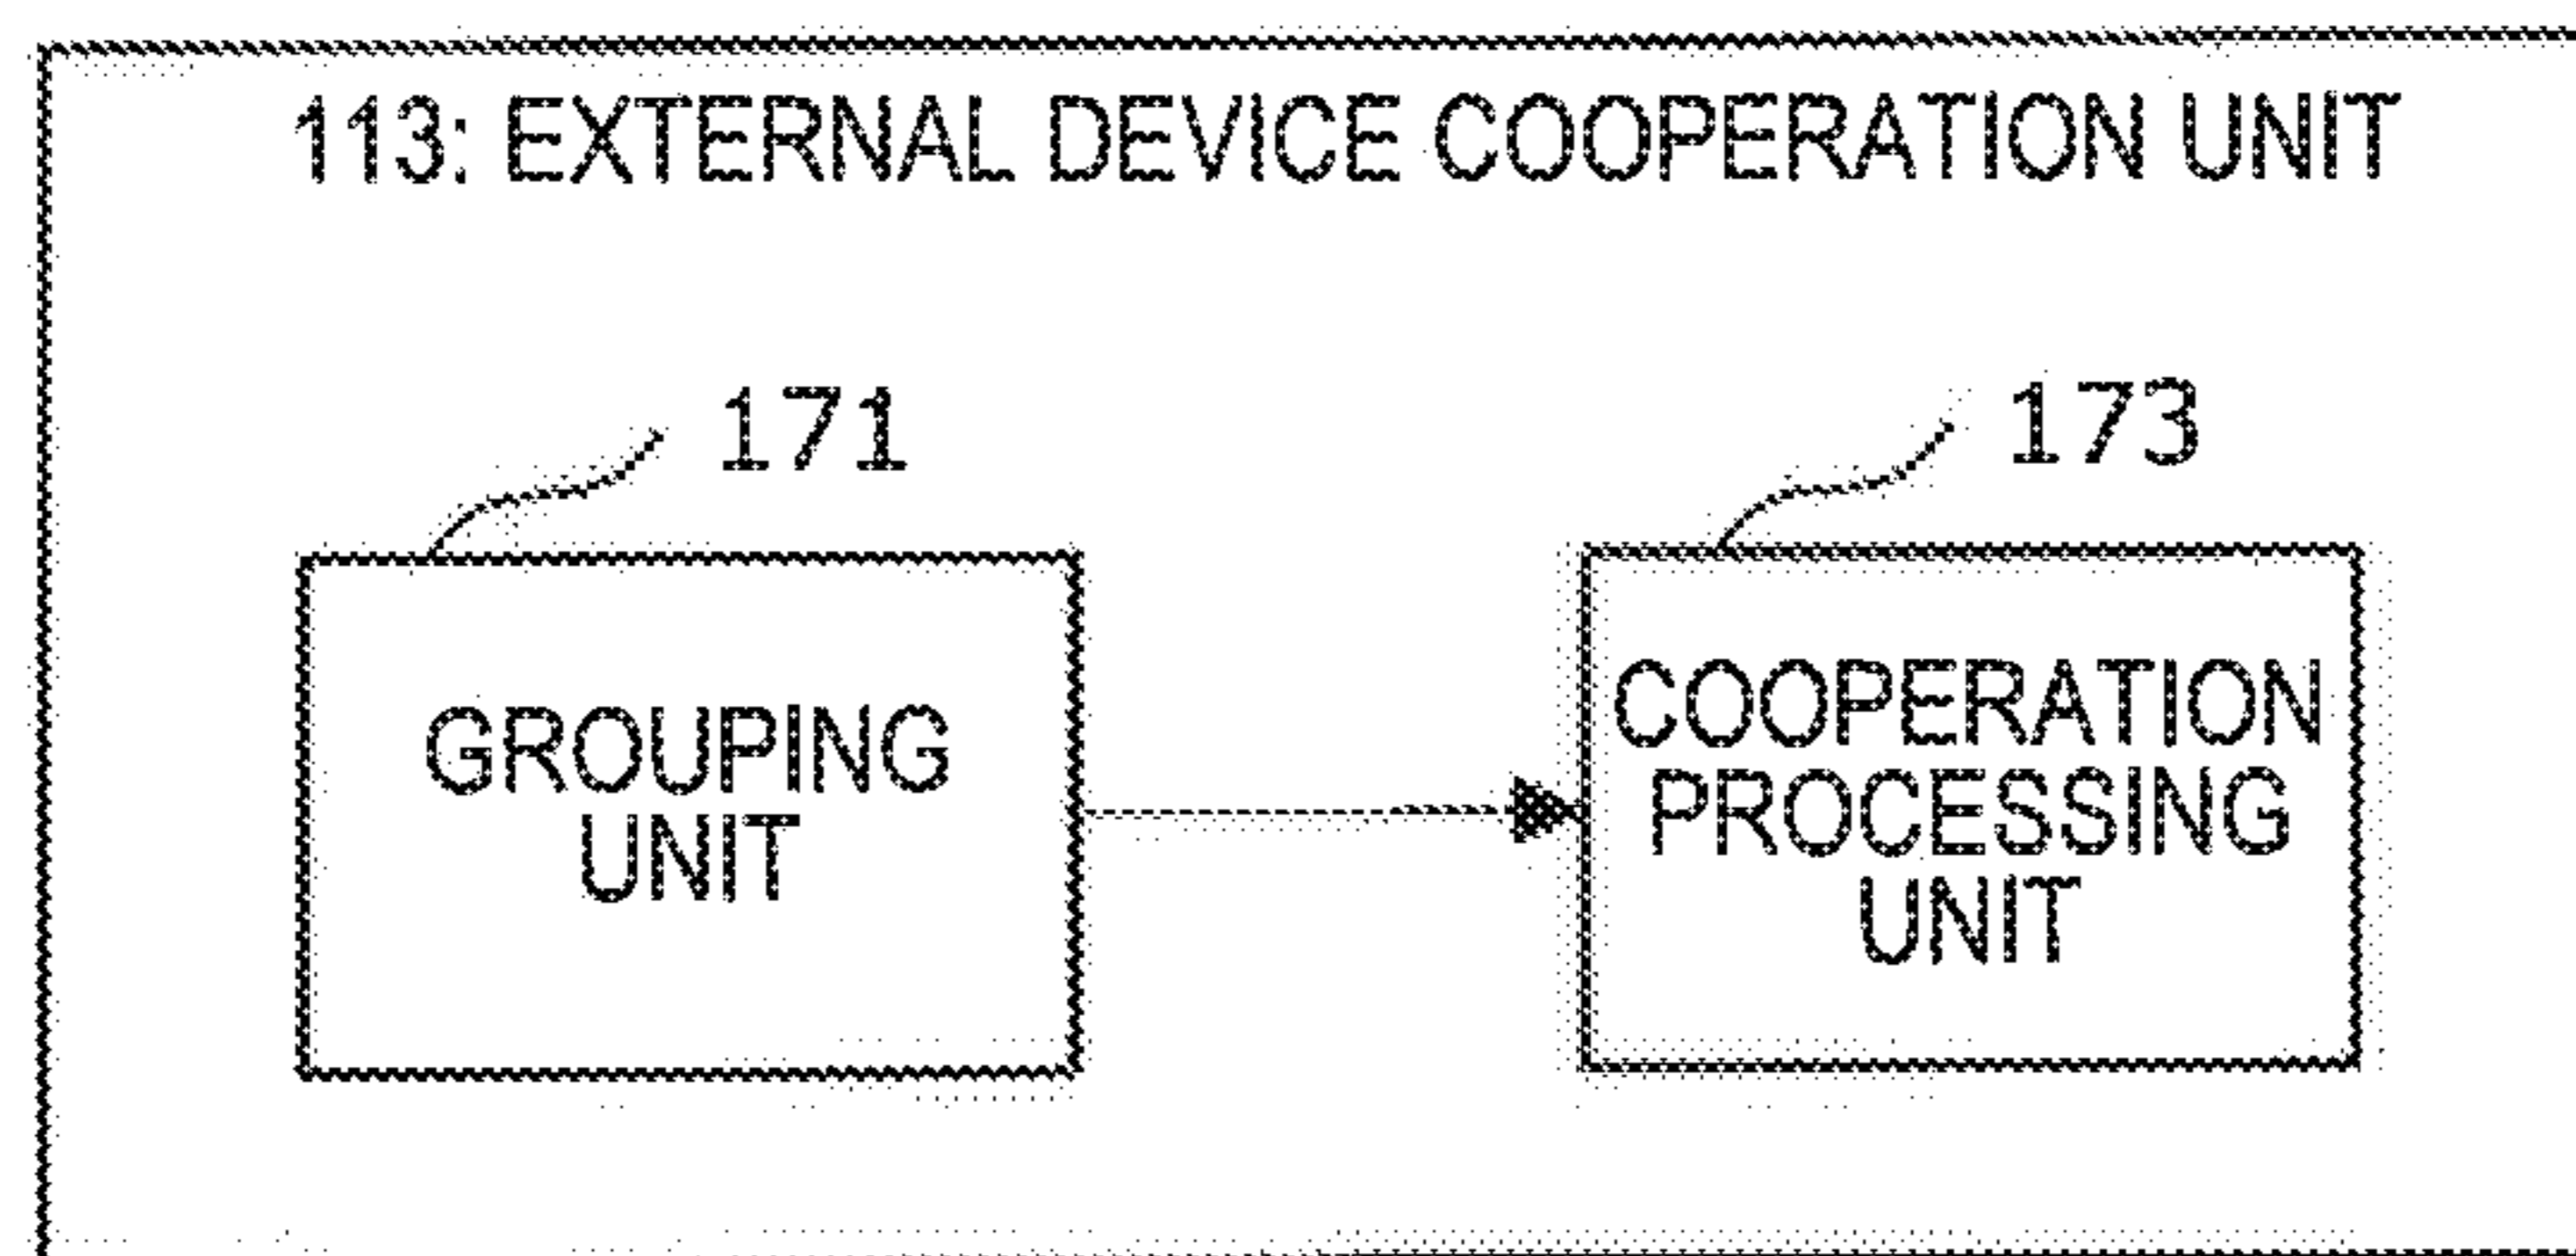 113: EXTERNAL DEVICE COOPERATION UNIT
171
173
GROUPING
UNIT
COOPERATION
PROCESSING
UNIT